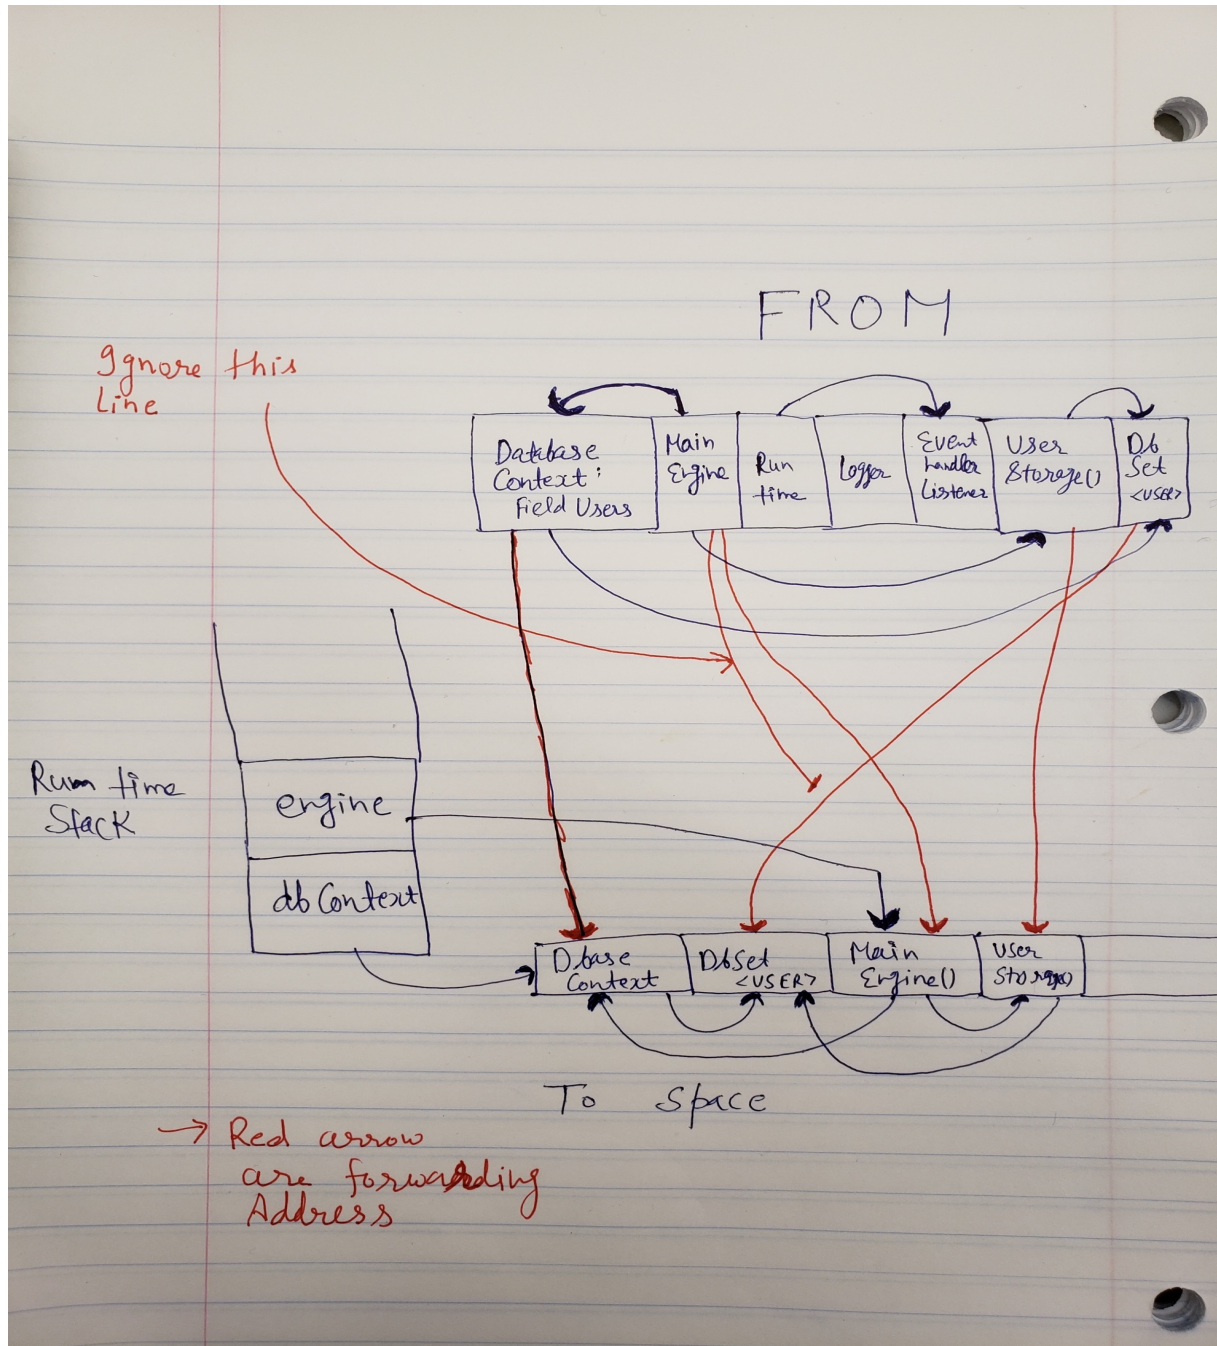 FROM
Ignore this
Line
Database
Context:
Field Users
Main
Engine
Run
time
Logger
Event
handler
Listener
User
Storage()
Db
Set
<USER>
Run time
Stack
engine
db Context
Dbase
Context
DbSet
<USER>
Main
Engine()
User
Storage()
To Space
→ Red arrow
are forwarding
Address